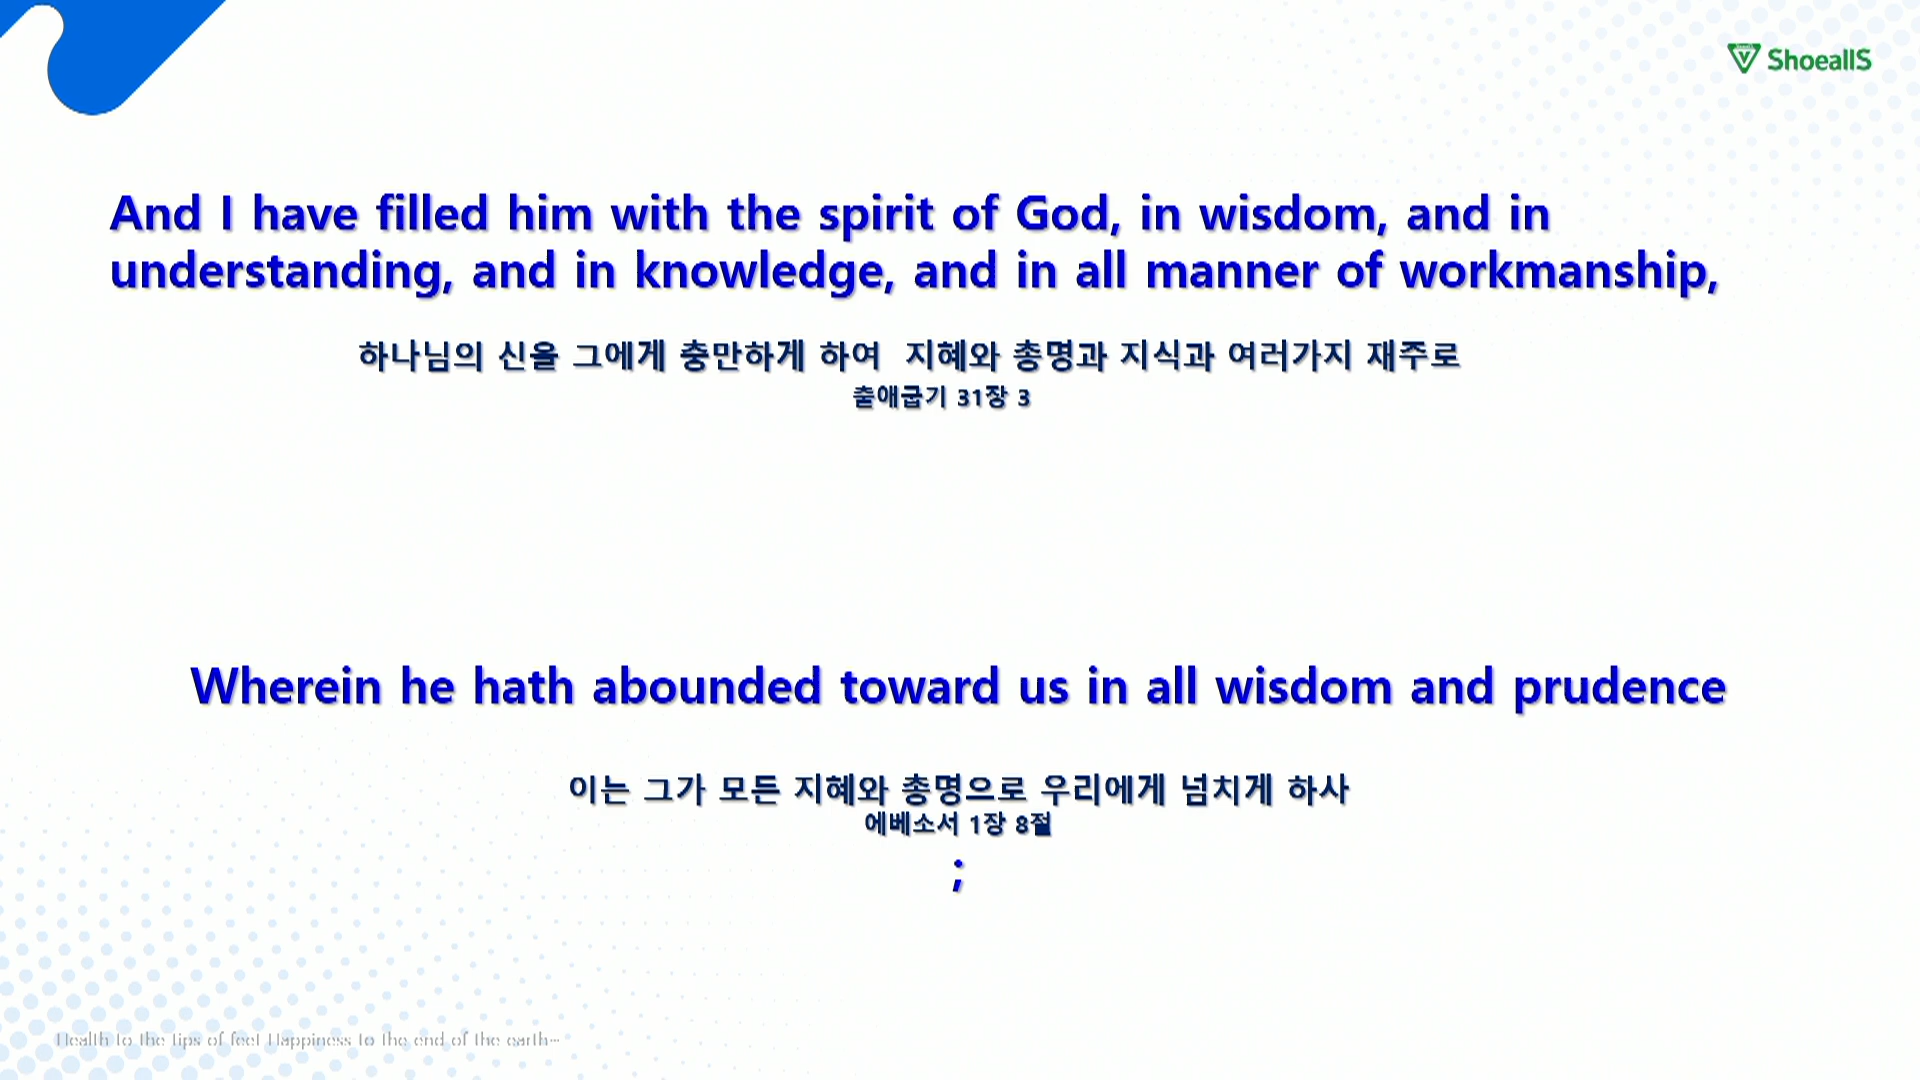 ShoeallS
And I have filled him with the spirit of God, in wisdom, and in
understanding, and in knowledge, and in all manner of workmanship,
하나님의 신을 그에게 충만하게 하여 지혜와 총명과 지식과 여러가지 재주로
출애굽기 31장 3
Wherein he hath abounded toward us in all wisdom and prudence
이는 그가 모든 지혜와 총명으로 우리에게 넘치게 하사
에베소서 1장 8절
;
Health to the tips of feet Happiness to the end of the earth…